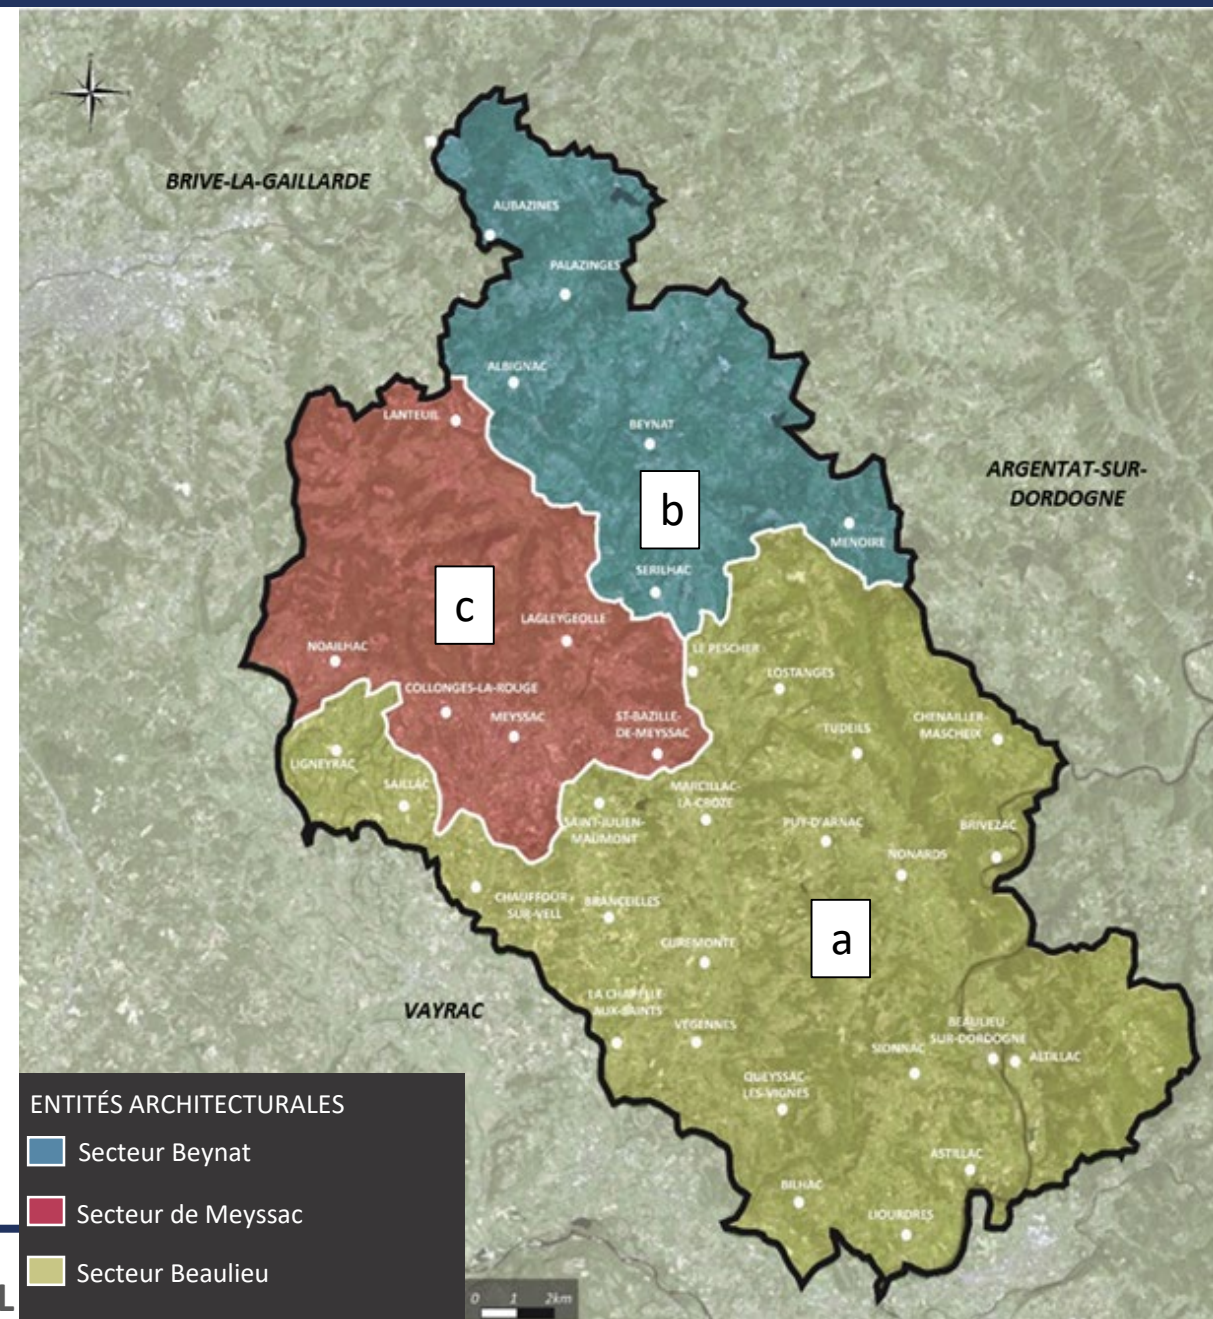 BRIVE-LA-GAILLARDE
AUBAZINES
PALAZINGES
ALBIGNAC
LANTEUIL
BEYNAT
ARGENTAT-SUR-
DORDOGNE
b
MENOIRE
SERILHAC
c
LAGLEYGEOLLE
NOAILHAC
LE PESCHER
LOSTANGES
COLLONGES-LA-ROUGE
MEYSSAC
ST-BAZILLE-
DE-MEYSSAC
TUDEILS
CHENAILLER-
MASCHEIX
LIGNEYRAC
SAILLAC
MARCILLAC-
LA-CROZE
SAINT-JULIEN-
MAUMONT
PUY-D'ARNAC
BRIVEZAC
NONARDS
CHAUFFOUR-
SUR-VELL
BRANCEILLES
a
CUREMONTE
VAYRAC
LA CHAPELLE
AUX-SAINTS
VEGENNES
BEAULIEU-
SUR-DORDOGNE
SIONNAC
ALTILLAC
QUEYSSAC-
LES-VIGNES
ASTILLAC
BILHAC
LIOURDRES
ENTITÉS ARCHITECTURALES
Secteur Beynat
Secteur de Meyssac
Secteur Beaulieu
L
0 1 2km